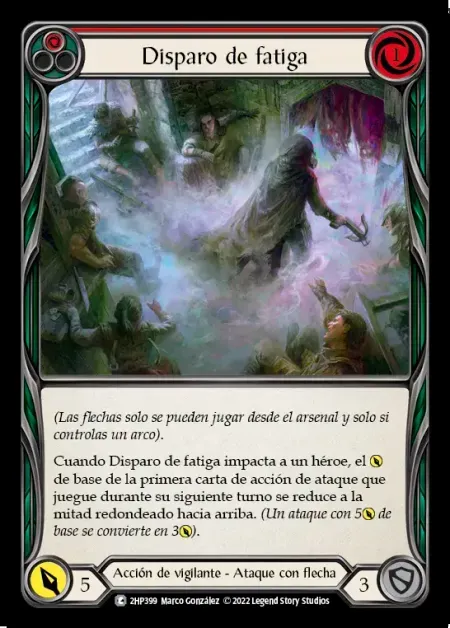 Disparo de fatiga
1
(Las flechas solo se pueden jugar desde el arsenal y solo si
controlas un arco).
Cuando Disparo de fatiga impacta a un héroe, el
de base de la primera carta de acción de ataque que
juegue durante su siguiente turno se reduce a la
mitad redondeado hacia arriba. (Un ataque con 5 de
base se convierte en 3).
5
Acción de vigilante - Ataque con flecha
3
C 2HP399 Marco González © 2022 Legend Story Studios